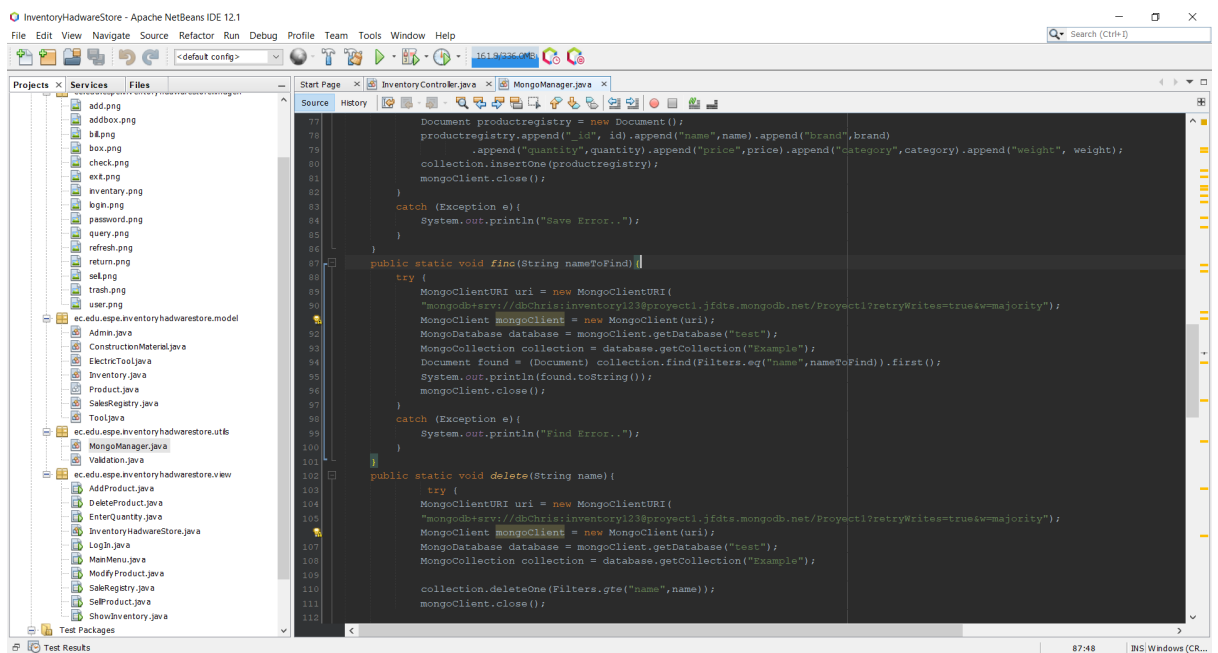 InventoryHadwareStore - Apache NetBeans IDE 12.1
File Edit View Navigate Source Refactor Run Debug Profile Team Tools Window Help
Search (Ctrl+I)
<default config>
161.9/336.0MB
Projects Services Files
Start Page InventoryController.java MongoManager.java
Source History
add.png
addbox.png
bill.png
box.png
check.png
exit.png
inventary.png
login.png
password.png
query.png
refresh.png
return.png
sell.png
trash.png
user.png
ec.edu.espe.inventoryhadwarestore.model
Admin.java
ConstructionMaterial.java
ElectricTool.java
Inventory.java
Product.java
SalesRegistry.java
Tool.java
ec.edu.espe.inventoryhadwarestore.utils
MongoManager.java
Validation.java
ec.edu.espe.inventoryhadwarestore.view
AddProduct.java
DeleteProduct.java
EnterQuantity.java
InventoryHadwareStore.java
LogIn.java
MainMenu.java
ModifyProduct.java
SaleRegistry.java
SellProduct.java
ShowInventory.java
Test Packages
77 Document productregistry = new Document();
78 productregistry.append("_id", id).append("name",name).append("brand",brand)
79 .append("quantity",quantity).append("price",price).append("category",category).append("weight", weight);
80 collection.insertOne(productregistry);
81 mongoClient.close();
82 }
83 catch (Exception e){
84 System.out.println("Save Error..");
85 }
86 }
87 public static void find(String nameToFind){
88 try {
89 MongoClientURI uri = new MongoClientURI(
90 "mongodb+srv://dbChris:inventory123@proyect1.jfdts.mongodb.net/Proyect1?retryWrites=true&w=majority");
MongoClient mongoClient = new MongoClient(uri);
92 MongoDatabase database = mongoClient.getDatabase("test");
93 MongoCollection collection = database.getCollection("Example");
94 Document found = (Document) collection.find(Filters.eq("name",nameToFind)).first();
95 System.out.println(found.toString());
96 mongoClient.close();
97 }
98 catch (Exception e){
99 System.out.println("Find Error..");
100 }
101 }
102 public static void delete(String name){
103 try {
104 MongoClientURI uri = new MongoClientURI(
105 "mongodb+srv://dbChris:inventory123@proyect1.jfdts.mongodb.net/Proyect1?retryWrites=true&w=majority");
MongoClient mongoClient = new MongoClient(uri);
107 MongoDatabase database = mongoClient.getDatabase("test");
108 MongoCollection collection = database.getCollection("Example");
109
110 collection.deleteOne(Filters.gte("name",name));
111 mongoClient.close();
112
Test Results
87:48 INS Windows (CR...